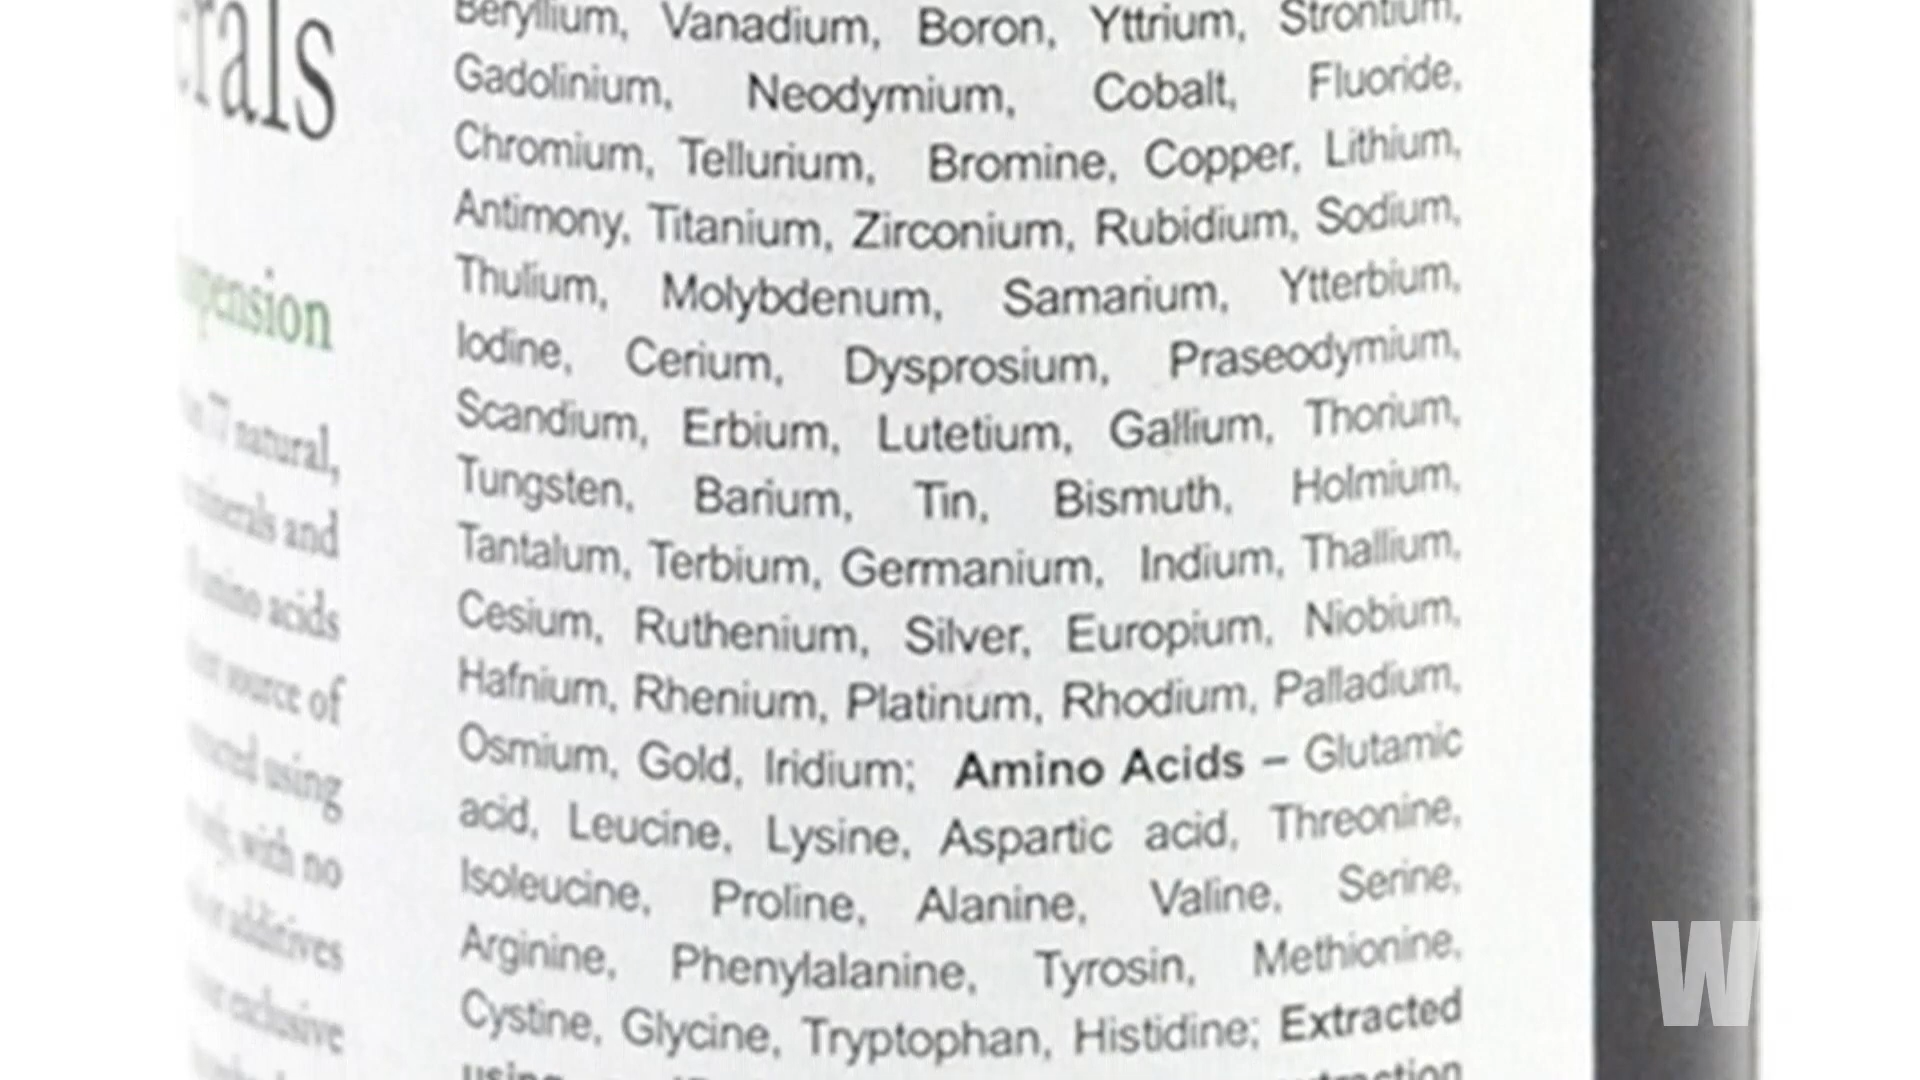 Beryllium, Vanadium, Boron, Yttrium, Strontium,
Gadolinium, Neodymium, Cobalt, Fluoride,
Chromium, Tellurium, Bromine, Copper, Lithium,
Antimony, Titanium, Zirconium, Rubidium, Sodium,
Thulium, Molybdenum, Samarium, Ytterbium,
Iodine, Cerium, Dysprosium, Praseodymium,
Scandium, Erbium, Lutetium, Gallium, Thorium,
Tungsten, Barium, Tin, Bismuth, Holmium,
Tantalum, Terbium, Germanium, Indium, Thallium,
Cesium, Ruthenium, Silver, Europium, Niobium,
Hafnium, Rhenium, Platinum, Rhodium, Palladium,
Osmium, Gold, Iridium; Amino Acids – Glutamic
acid, Leucine, Lysine, Aspartic acid, Threonine,
Isoleucine, Proline, Alanine, Valine, Serine,
Arginine, Phenylalanine, Tyrosin, Methionine,
Cystine, Glycine, Tryptophan, Histidine; Extracted
using
77 natural,
and
acids
source of
using
with no
additives
exclusive
W